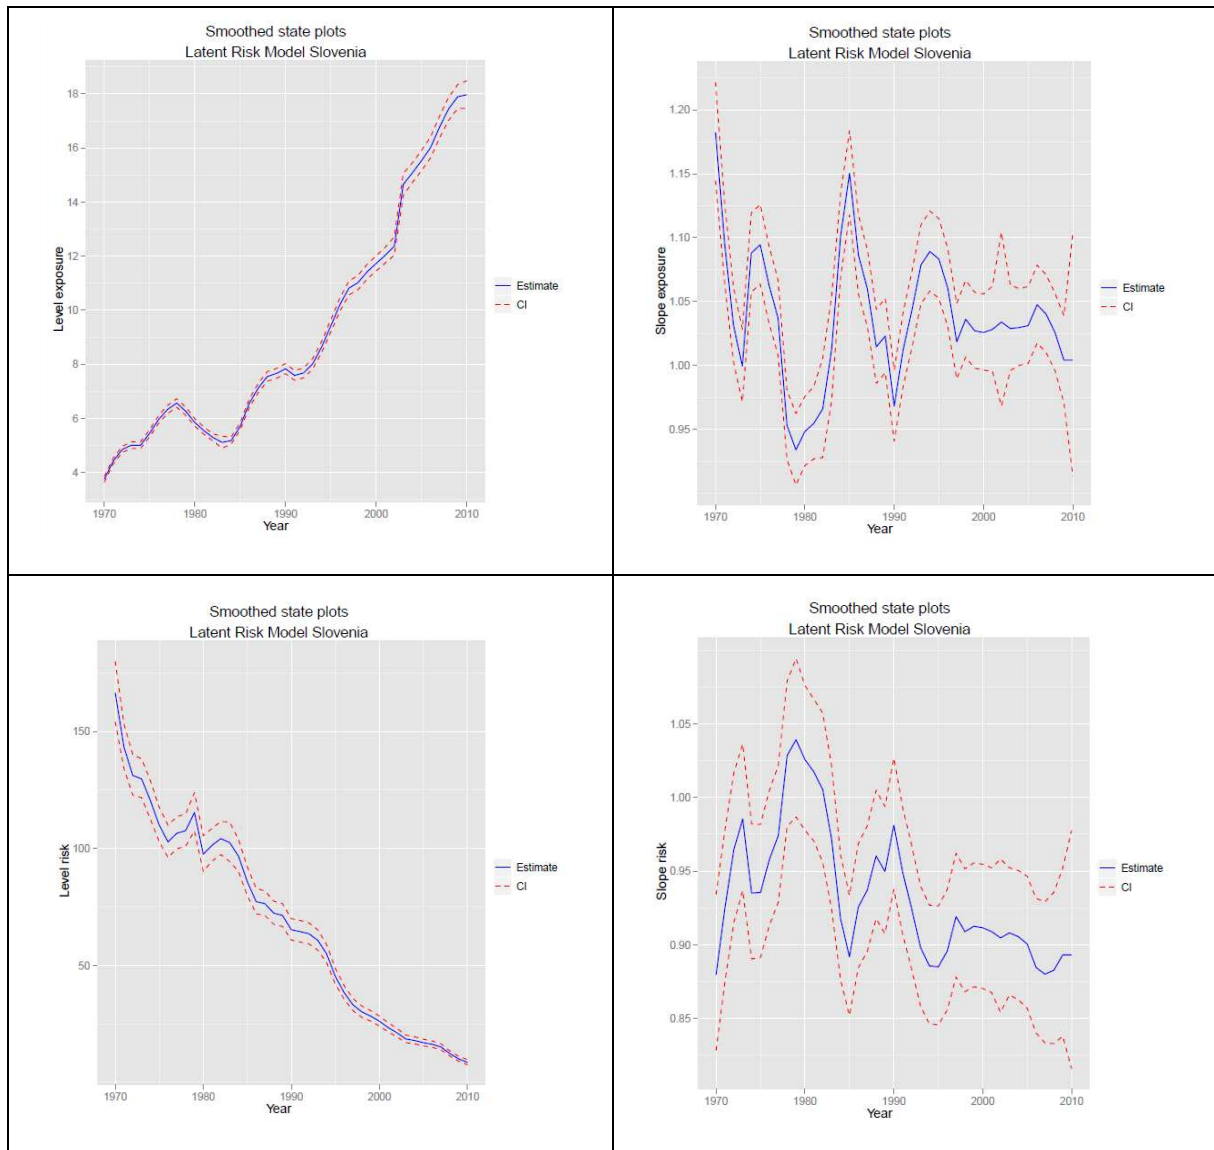 Smoothed state plots
Latent Risk Model Slovenia
18
16
14
12
10
8
6
4
Level exposure
1970
1980
1990
2000
2010
Year
Estimate
CI
Smoothed state plots
Latent Risk Model Slovenia
1.20
1.15
1.10
1.05
1.00
0.95
Slope exposure
1970
1980
1990
2000
2010
Year
Estimate
CI
Smoothed state plots
Latent Risk Model Slovenia
150
100
50
Level risk
1970
1980
1990
2000
2010
Year
Estimate
CI
Smoothed state plots
Latent Risk Model Slovenia
1.05
1.00
0.95
0.90
0.85
Slope risk
1970
1980
1990
2000
2010
Year
Estimate
CI